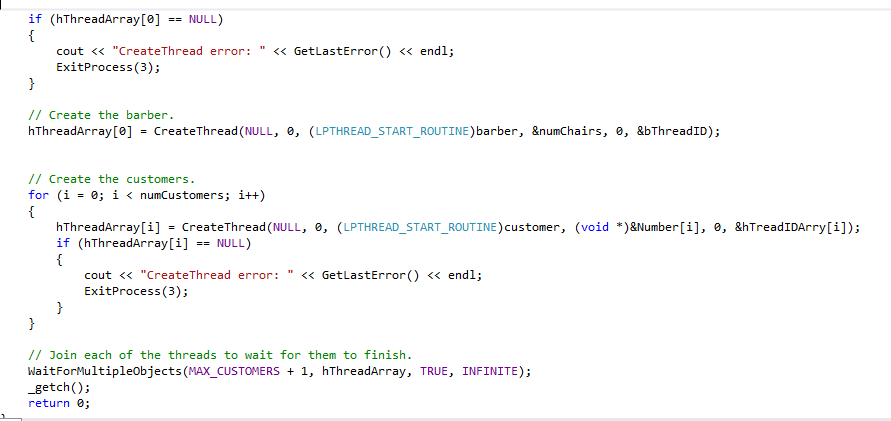 if (hThreadArray[0] == NULL)
{
cout << "CreateThread error: " << GetLastError() << endl;
ExitProcess(3);
}
// Create the barber.
hThreadArray[0] = CreateThread(NULL, 0, (LPTHREAD_START_ROUTINE)barber, &numChairs, 0, &bThreadID);
// Create the customers.
for (i = 0; i < numCustomers; i++)
{
hThreadArray[i] = CreateThread(NULL, 0, (LPTHREAD_START_ROUTINE)customer, (void *)&Number[i], 0, &hTreadIDArry[i]);
if (hThreadArray[i] == NULL)
{
cout << "CreateThread error: " << GetLastError() << endl;
ExitProcess(3);
}
}
// Join each of the threads to wait for them to finish.
WaitForMultipleObjects(MAX_CUSTOMERS + 1, hThreadArray, TRUE, INFINITE);
_getch();
return 0;